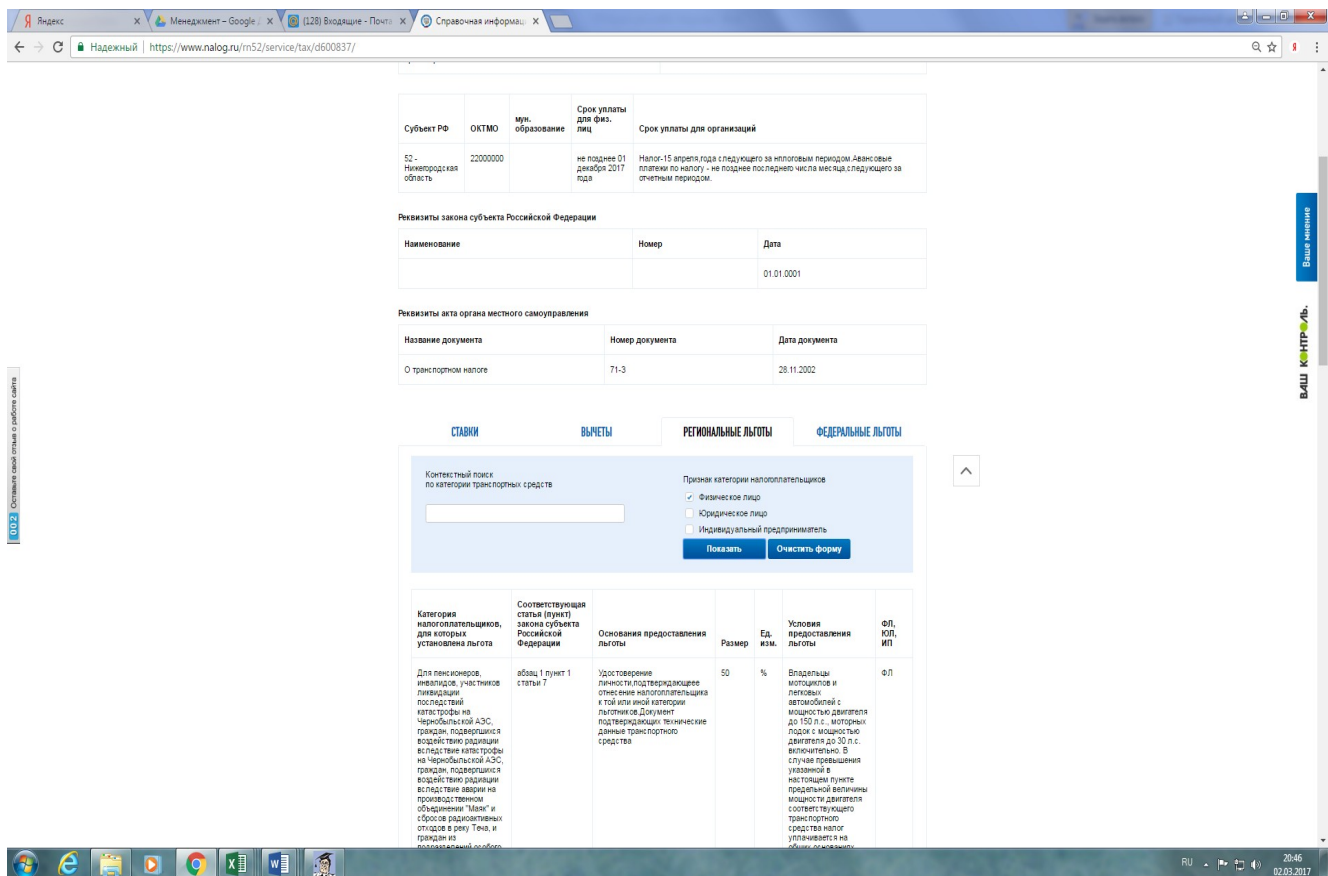 Яндекс
Менеджмент – Google Д
(128) Входящие - Почта
Справочная информац
Надежный | https://www.nalog.ru/rn52/service/tax/d600837/
Субъект РФ
ОКТМО
мун.
образование
Срок уплаты
для физ.
лиц
Срок уплаты для организаций
52 -
Нижегородская
область
22000000
не позднее 01
декабря 2017
года
Налог-15 апреля,года следующего за нплоговым периодом.Авансовые
платежи по налогу - не позднее последнего числа месяца,следующего за
отчетным периодом.
Реквизиты закона субъекта Российской Федерации
Наименование
Номер
Дата
01.01.0001
Реквизиты акта органа местного самоуправления
Название документа
Номер документа
Дата документа
О транспортном налоге
71-З
28.11.2002
СТАВКИ
ВЫЧЕТЫ
РЕГИОНАЛЬНЫЕ ЛЬГОТЫ
ФЕДЕРАЛЬНЫЕ ЛЬГОТЫ
Контекстный поиск
по категории транспортных средств
Признак категории налогоплательщиков
Физическое лицо
Юридическое лицо
Индивидуальный предприниматель
Показать
Очистить форму
Категория
налогоплательщиков,
для которых
установлена льгота
Соответствующая
статья (пункт)
закона субъекта
Российской
Федерации
Основания предоставления
льготы
Размер
Ед.
изм.
Условия
предоставления
льготы
ФЛ,
ЮЛ,
ИП
Для пенсионеров,
инвалидов, участников
ликвидации
последствий
катастрофы на
Чернобыльской АЭС,
граждан, подвергшихся
воздействию радиации
вследствие катастрофы
на Чернобыльской АЭС,
граждан, подвергшихся
воздействию радиации
вследствие аварии на
производственном
объединении "Маяк" и
сбросов радиоактивных
отходов в реку Теча, и
граждан из
подразделений особого
абзац 1 пункт 1
статьи 7
Удостоверение
личности,подтверждающеее
отнесение налогоплательщика
к той или иной категории
льготников.Документ
подтверждающих технические
данные транспортного
средства
50
%
Владельцы
мотоциклов и
легковых
автомобилей с
мощностью двигателя
до 150 л.с., моторных
лодок с мощностью
двигателя до 30 л.с.
включительно. В
случае превышения
указанной в
настоящем пункте
предельной величины
мощности двигателя
соответствующего
транспортного
средства налог
уплачивается на
общих основаниях
ФЛ
Ваше мнение
ВАШ КОНТРОЛЬ.
002 Оставьте свой отзыв о работе сайта
RU
20:46
02.03.2017